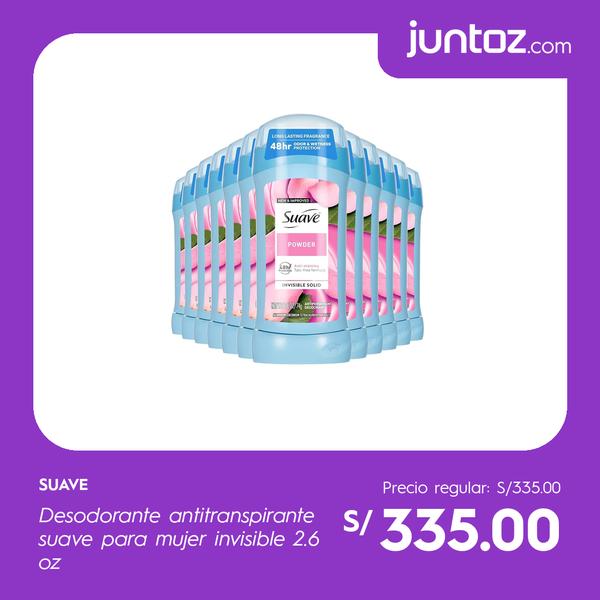 juntoz.com
LONG LASTING FRAGRANCE
48hr ODOR & WETNESS PROTECTION
NEW & IMPROVED
Suave
POWDER
48hr
INVISIBLE SOLID
SUAVE
Desodorante antitranspirante
suave para mujer invisible 2.6
oz
Precio regular: S/335.00
S/ 335.00